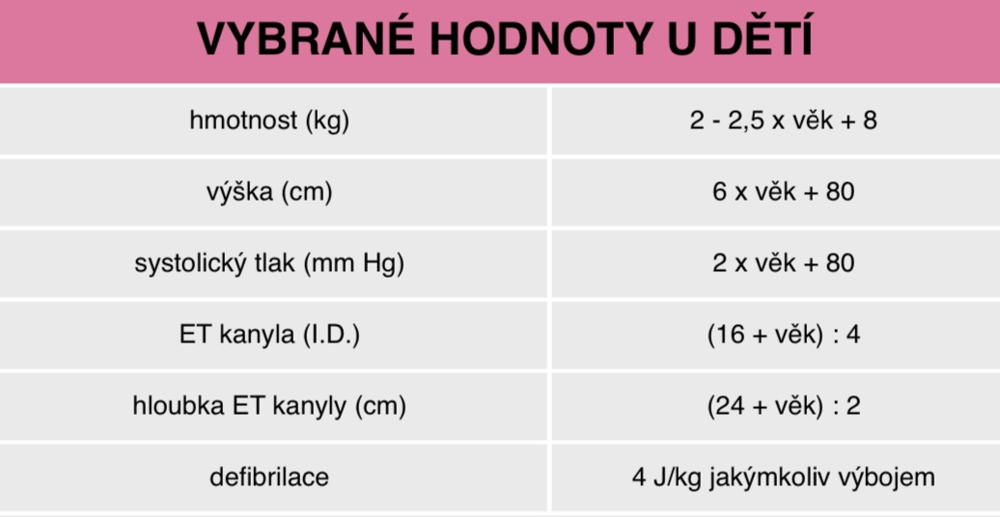 VYBRANÉ HODNOTY U DĚTÍ
hmotnost (kg) 2 - 2,5 x věk + 8
výška (cm) 6 x věk + 80
systolický tlak (mm Hg) 2 x věk + 80
ET kanyla (I.D.) (16 + věk) : 4
hloubka ET kanyly (cm) (24 + věk) : 2
defibrilace 4 J/kg jakýmkoliv výbojem